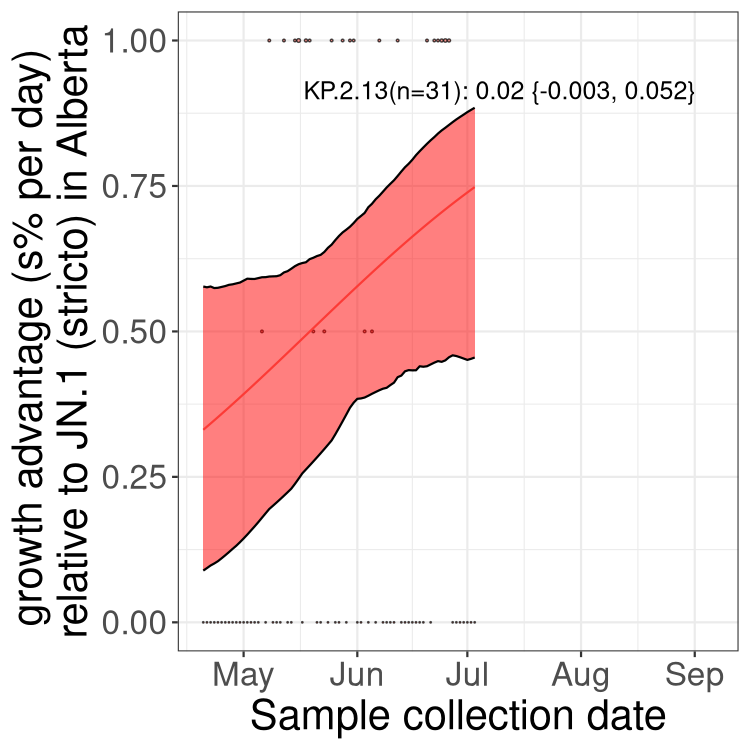 growth advantage (s% per day)
relative to JN.1 (stricto) in Alberta
1.00
0.75
0.50
0.25
0.00
KP.2.13(n=31): 0.02 {-0.003, 0.052}
May Jun Jul Aug Sep
Sample collection date